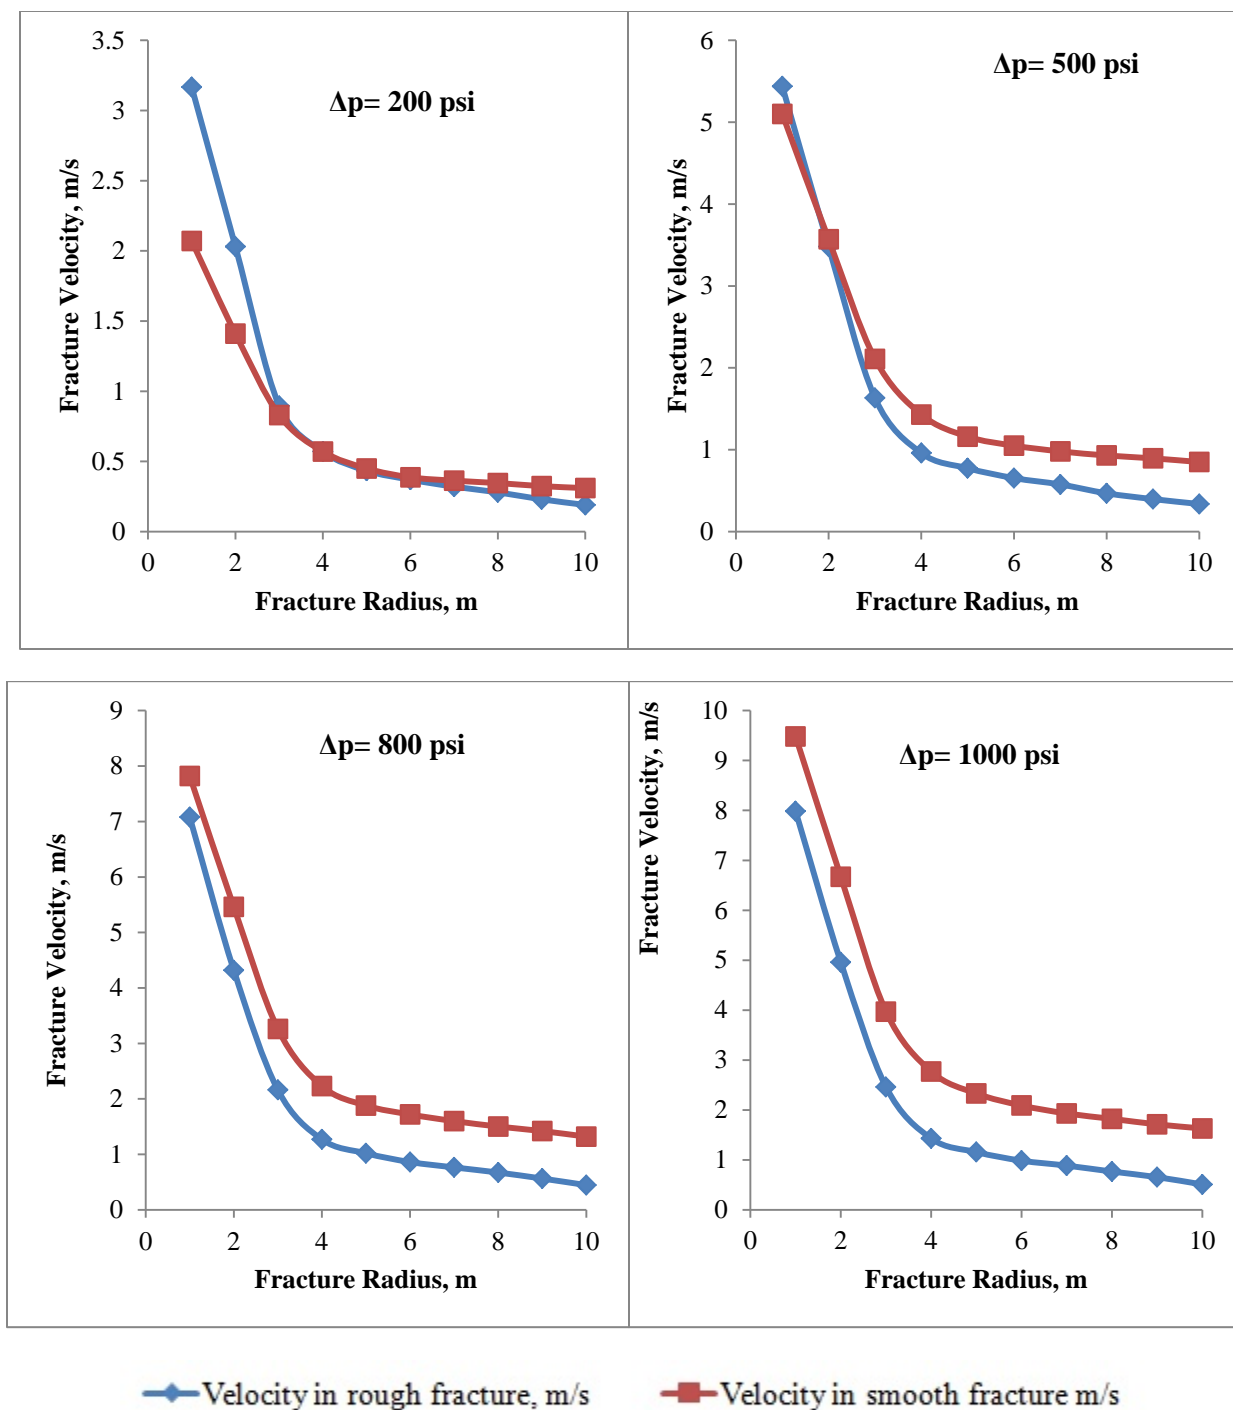 Δp= 200 psi
Fracture Velocity, m/s
3.5
3
2.5
2
1.5
1
0.5
0
0 2 4 6 8 10
Fracture Radius, m
Δp= 500 psi
Fracture Velocity, m/s
6
5
4
3
2
1
0
0 2 4 6 8 10
Fracture Radius, m
Δp= 800 psi
Fracture Velocity, m/s
9
8
7
6
5
4
3
2
1
0
0 2 4 6 8 10
Fracture Radius, m
Δp= 1000 psi
Fracture Velocity, m/s
10
9
8
7
6
5
4
3
2
1
0
0 2 4 6 8 10
Fracture Radius, m
Velocity in rough fracture, m/s
Velocity in smooth fracture m/s